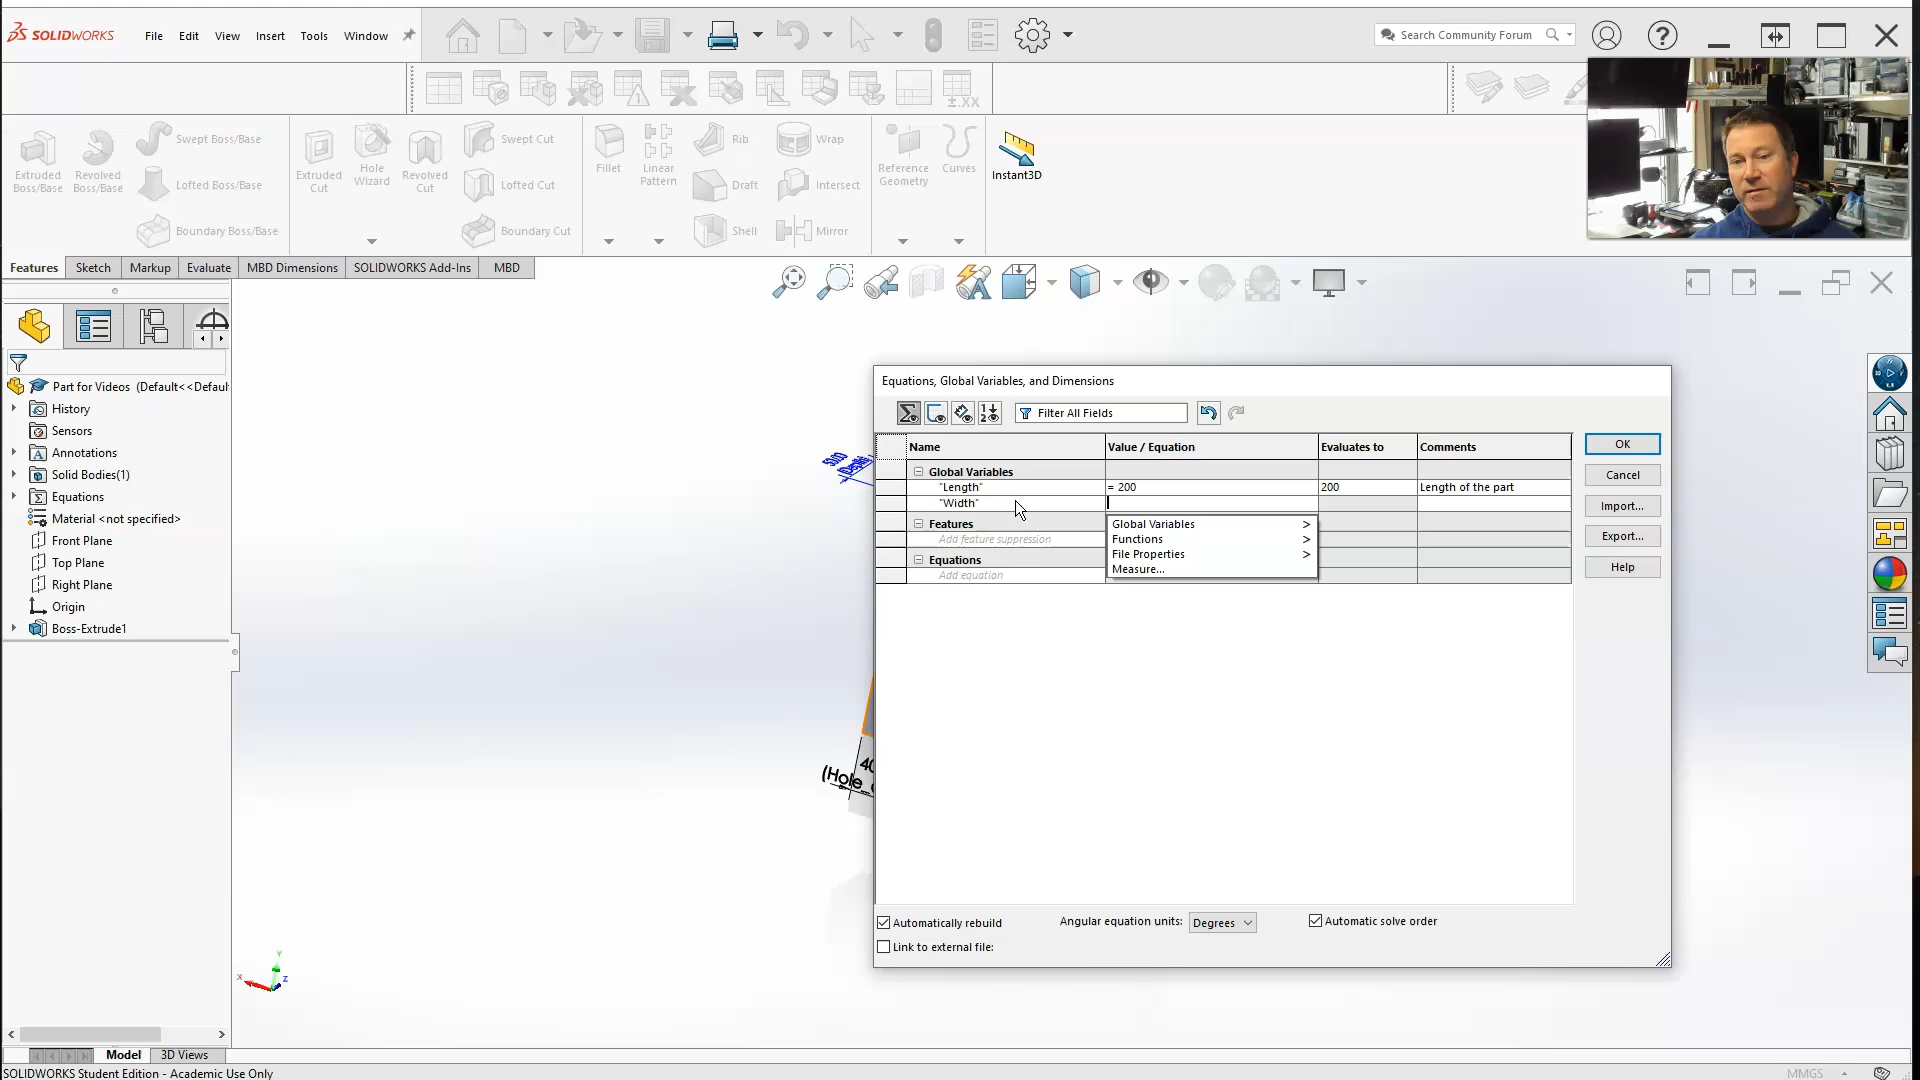 SOLIDWORKS File Edit View Insert Tools Window Search Community Forum
±.XX
Extruded Boss/Base
Revolved Boss/Base
Swept Boss/Base
Lofted Boss/Base
Boundary Boss/Base
Extruded Cut
Hole Wizard
Revolved Cut
Swept Cut
Lofted Cut
Boundary Cut
Fillet
Linear Pattern
Rib
Draft
Shell
Wrap
Intersect
Mirror
Reference Geometry
Curves
Instant3D
Features Sketch Markup Evaluate MBD Dimensions SOLIDWORKS Add-Ins MBD
Part for Videos (Default<<Defaul
History
Sensors
Annotations
Solid Bodies(1)
Equations
Material <not specified>
Front Plane
Top Plane
Right Plane
Origin
Boss-Extrude1
50.00
(Depth
40
(Hole_
Equations, Global Variables, and Dimensions
Filter All Fields
Name Value / Equation Evaluates to Comments
Global Variables
"Length" = 200 200 Length of the part
"Width"
Features
Add feature suppression
Equations
Add equation
Global Variables >
Functions >
File Properties >
Measure...
OK
Cancel
Import...
Export...
Help
Automatically rebuild Angular equation units: Degrees Automatic solve order
Link to external file:
Y
X
Z
Model 3D Views
SOLIDWORKS Student Edition - Academic Use Only MMGS